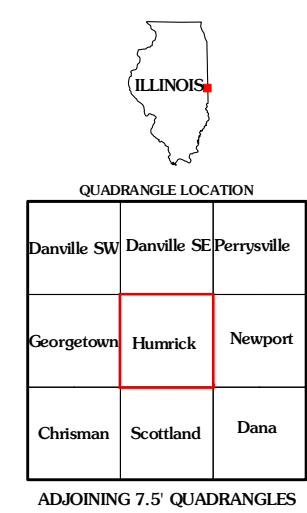 ILLINOIS
QUADRANGLE LOCATION
Danville SW Danville SE Perrysville
Georgetown Humrick Newport
Chrisman Scottland Dana
ADJOINING 7.5' QUADRANGLES